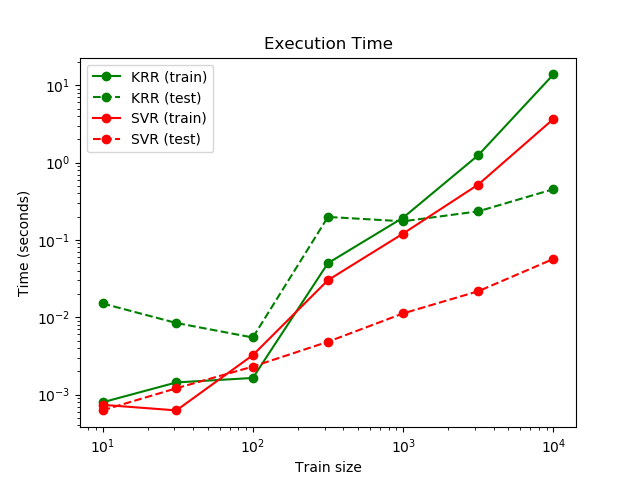 Execution Time
KRR (train)
KRR (test)
SVR (train)
SVR (test)
Time (seconds)
10¹
10⁰
10⁻¹
10⁻²
10⁻³
10¹
10²
10³
10⁴
Train size